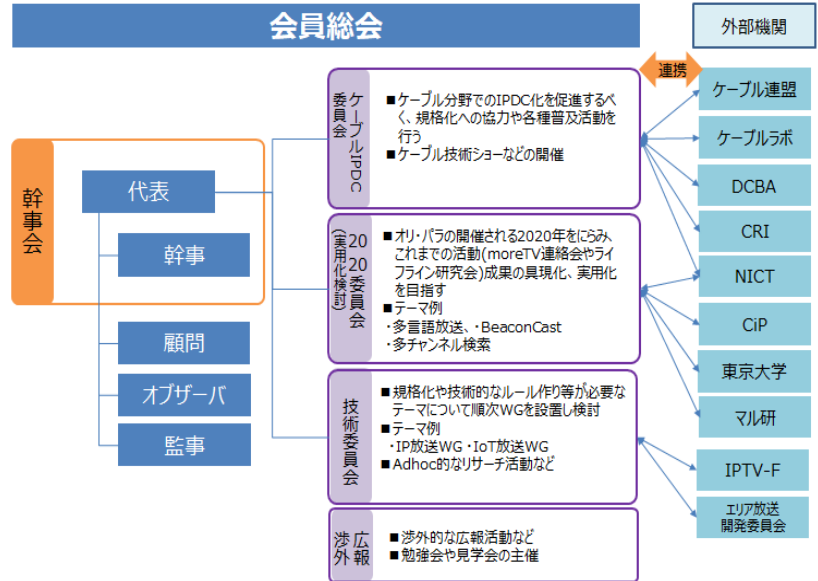 会員総会
外部機関
連携
幹事会
代表
幹事
顧問
オブザーバ
監事
ケーブルIPDC
委員会
■ケーブル分野でのIPDC化を促進するべ
く、規格化への協力や各種普及活動を
行う
■ケーブル技術ショーなどの開催
2020委員会
(実用化検討)
■オリ・パラの開催される2020年をにらみ、
これまでの活動(moreTV連絡会やライ
フライン研究会)成果の具現化、実用化
を目指す
■テーマ例
・多言語放送、・BeaconCast
・多チャンネル検索
技術委員会
■規格化や技術的なルール作り等が必要な
テーマについて順次WGを設置し検討
■テーマ例
・IP放送WG・IoT放送WG
■Adhoc的なリサーチ活動など
広報
渉外
■渉外的な広報活動など
■勉強会や見学会の主催
ケーブル連盟
ケーブルラボ
DCBA
CRI
NICT
CiP
東京大学
マル研
IPTV-F
エリア放送
開発委員会